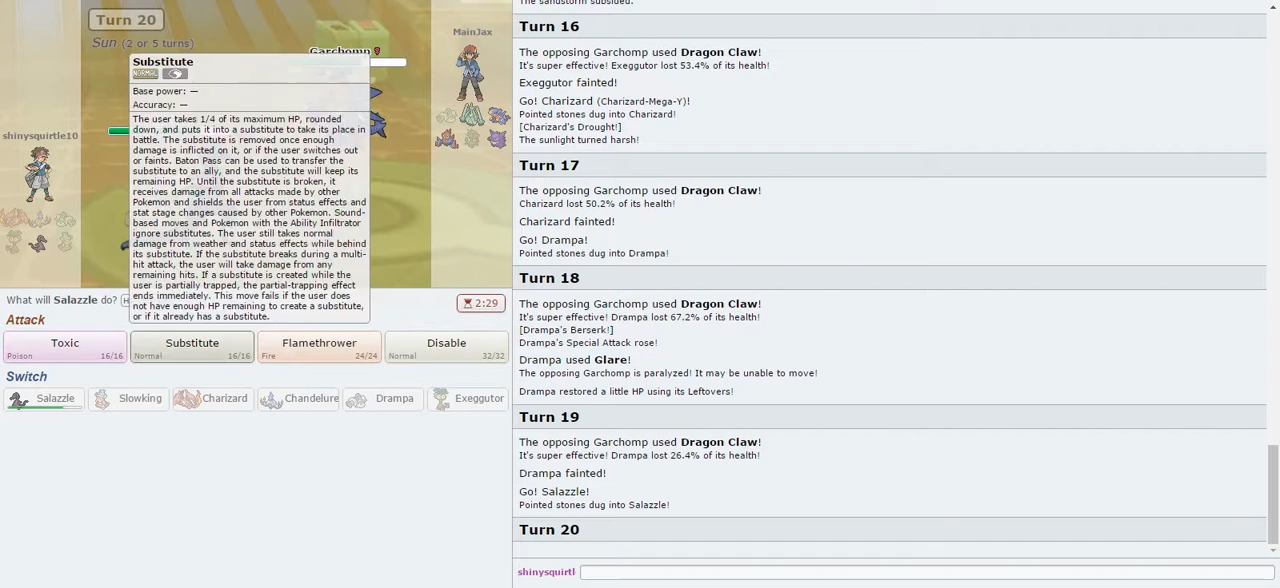 Turn 20
Sun (2 or 5 turns)
Garchomp
MainJax
shinysquirtle10
Substitute
NORMAL
Base power: —
Accuracy: —
The user takes 1/4 of its maximum HP, rounded
down, and puts it into a substitute to take its place in
battle. The substitute is removed once enough
damage is inflicted on it, or if the user switches out
or faints. Baton Pass can be used to transfer the
substitute to an ally, and the substitute will keep its
remaining HP. Until the substitute is broken, it
receives damage from all attacks made by other
Pokemon and shields the user from status effects and
stat stage changes caused by other Pokemon. Sound-
based moves and Pokemon with the Ability Infiltrator
ignore substitutes. The user still takes normal
damage from weather and status effects while behind
its substitute. If the substitute breaks during a multi-
hit attack, the user will take damage from any
remaining hits. If a substitute is created while the
user is partially trapped, the partial-trapping effect
ends immediately. This move fails if the user does
not have enough HP remaining to create a substitute,
or if it already has a substitute.
What will Salazzle do?
2:29
Attack
Toxic
Poison 16/16
Substitute
Normal 16/16
Flamethrower
Fire 24/24
Disable
Normal 32/32
Switch
Salazzle
Slowking
Charizard
Chandelure
Drampa
Exeggutor
The sandstorm subsided.
Turn 16
The opposing Garchomp used Dragon Claw!
It's super effective! Exeggutor lost 53.4% of its health!
Exeggutor fainted!
Go! Charizard (Charizard-Mega-Y)!
Pointed stones dug into Charizard!
[Charizard's Drought!]
The sunlight turned harsh!
Turn 17
The opposing Garchomp used Dragon Claw!
Charizard lost 50.2% of its health!
Charizard fainted!
Go! Drampa!
Pointed stones dug into Drampa!
Turn 18
The opposing Garchomp used Dragon Claw!
It's super effective! Drampa lost 67.2% of its health!
[Drampa's Berserk!]
Drampa's Special Attack rose!
Drampa used Glare!
The opposing Garchomp is paralyzed! It may be unable to move!
Drampa restored a little HP using its Leftovers!
Turn 19
The opposing Garchomp used Dragon Claw!
It's super effective! Drampa lost 26.4% of its health!
Drampa fainted!
Go! Salazzle!
Pointed stones dug into Salazzle!
Turn 20
shinysquirtl